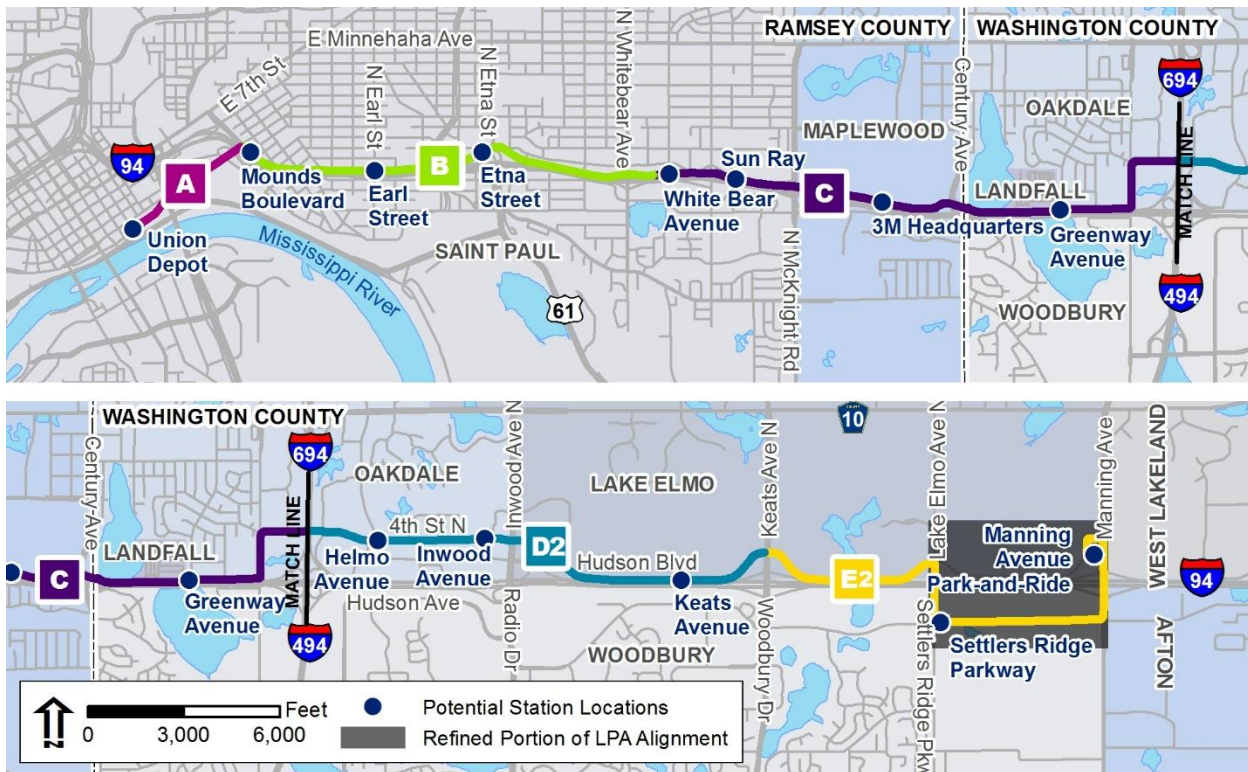 RAMSEY COUNTY
WASHINGTON COUNTY
E Minnehaha Ave
E 7th St
N Earl St
N Etna St
N Whitebear Ave
Century Ave
694
OAKDALE
MAPLEWOOD
94
A
B
Mounds
Boulevard
Earl
Street
Etna
Street
White Bear
Avenue
Sun Ray
C
3M Headquarters
LANDFALL
Greenway
Avenue
MATCH LINE
Union
Depot
Mississippi River
SAINT PAUL
61
N McKnight Rd
494
WOODBURY
WASHINGTON COUNTY
Century Ave
694
OAKDALE
N
Inwood Ave N
LAKE ELMO
Keats Ave N
COUNTY
10
Lake Elmo Ave N
Manning Ave
WEST LAKELAND
MATCH LINE
4th St N
LANDFALL
C
Greenway
Avenue
Helmo
Avenue
Inwood
Avenue
D2
Hudson Blvd
Hudson Ave
Keats
Avenue
E2
Manning
Avenue
Park-and-Ride
94
494
Radio Dr
WOODBURY
Woodbury Dr
Settlers Ridge Pkwy
Settlers Ridge
Parkway
AFTON
N
Feet
0 3,000 6,000
Potential Station Locations
Refined Portion of LPA Alignment